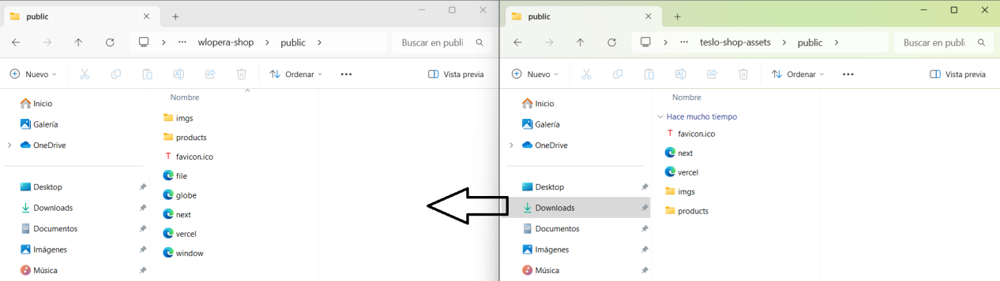 public
wlopera-shop
public
Buscar en publi
Nuevo
Ordenar
Vista previa
Inicio
Galería
OneDrive
Desktop
Downloads
Documentos
Imágenes
Música
Nombre
imgs
products
favicon.ico
file
globe
next
vercel
window
public
teslo-shop-assets
public
Buscar en publi
Nuevo
Ordenar
Vista previa
Inicio
Galería
OneDrive
Desktop
Downloads
Documentos
Imágenes
Música
Nombre
Hace mucho tiempo
favicon.ico
next
vercel
imgs
products